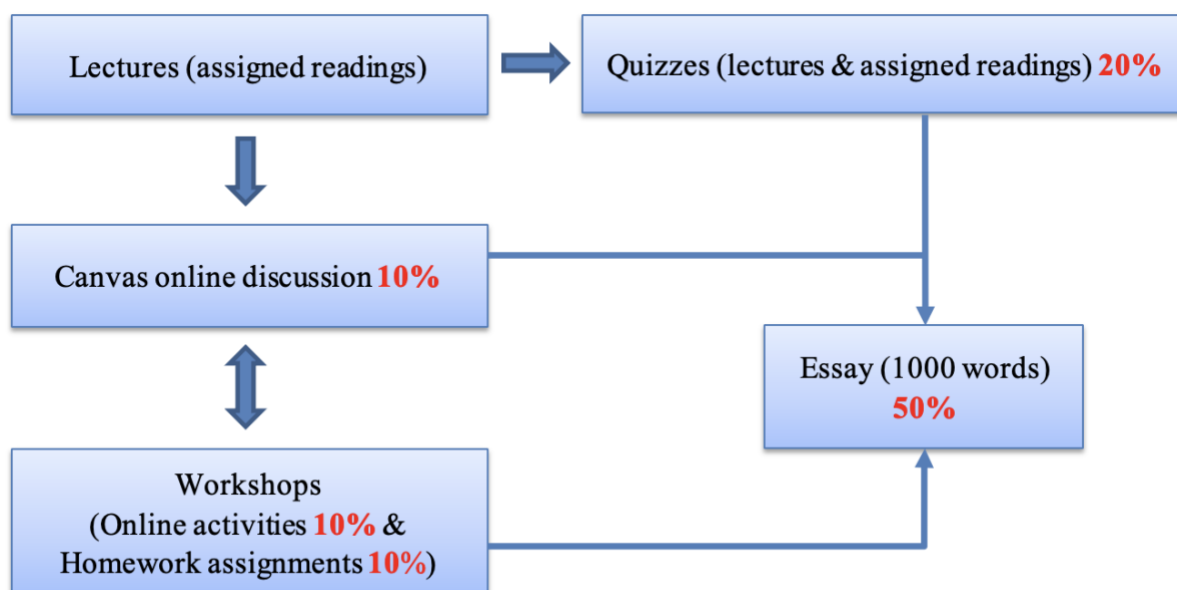 Lectures (assigned readings)
Quizzes (lectures & assigned readings) 20%
Canvas online discussion 10%
Essay (1000 words)
50%
Workshops
(Online activities 10% &
Homework assignments 10%)